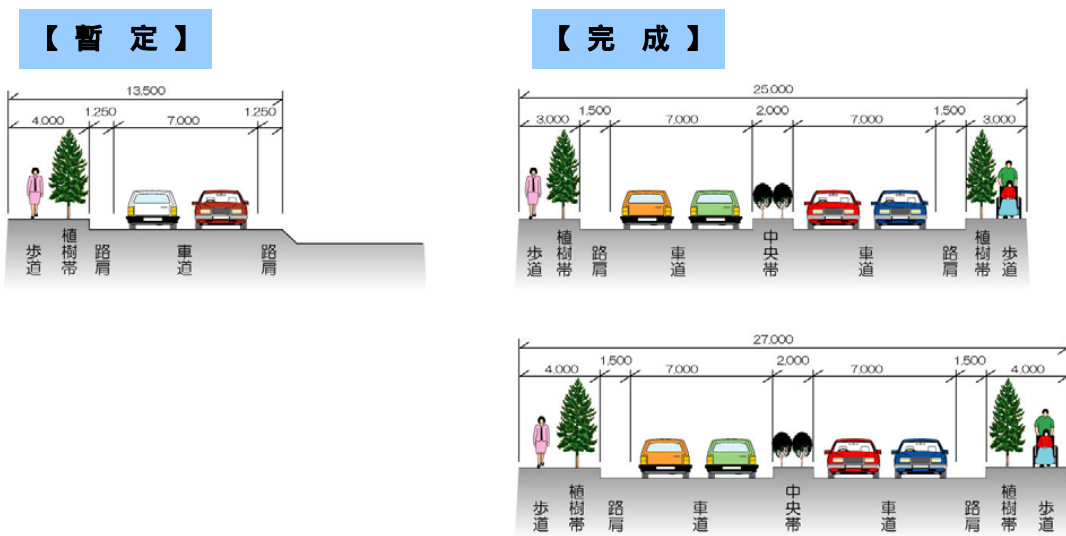 【 暫 定 】
13,500
4,000 1,250 7,000 1,250
歩道 植樹帯 路肩 車道 路肩
【 完 成 】
25,000
3,000 1,500 7,000 2,000 7,000 1,500 3,000
歩道 植樹帯 路肩 車道 中央帯 車道 路肩 植樹帯 歩道
27,000
4,000 1,500 7,000 2,000 7,000 1,500 4,000
歩道 植樹帯 路肩 車道 中央帯 車道 路肩 植樹帯 歩道